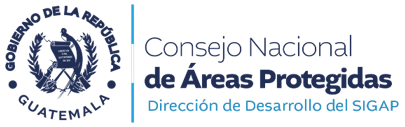 GOBIERNO DE LA REPÚBLICA
GUATEMALA
Consejo Nacional
de Áreas Protegidas
Dirección de Desarrollo del SIGAP